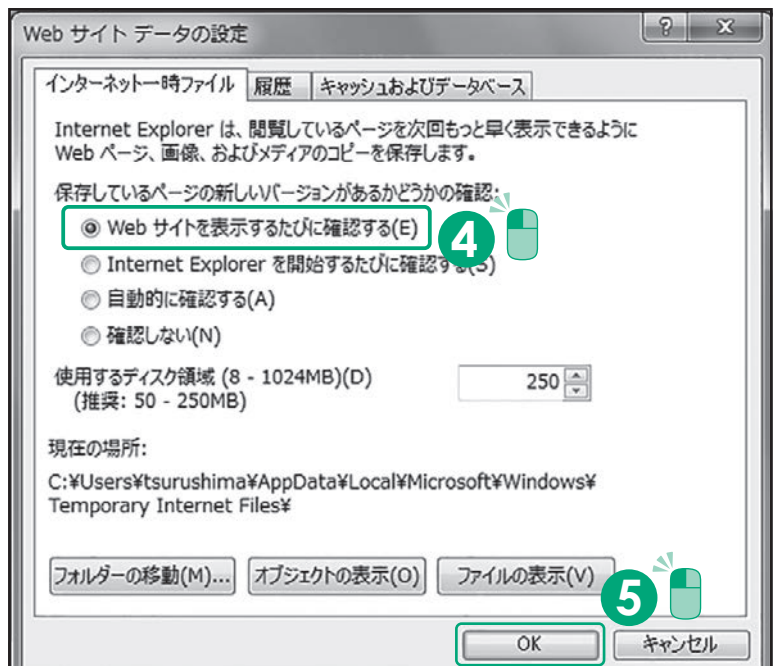 Web サイト データの設定
インターネット一時ファイル 履歴 キャッシュおよびデータベース
Internet Explorer は、閲覧しているページを次回もっと早く表示できるように
Web ページ、画像、およびメディアのコピーを保存します。
保存しているページの新しいバージョンがあるかどうかの確認:
Web サイトを表示するたびに確認する(E)
4
Internet Explorer を開始するたびに確認する(S)
自動的に確認する(A)
確認しない(N)
使用するディスク領域 (8 - 1024MB)(D)
250
(推奨: 50 - 250MB)
現在の場所:
C:¥Users¥tsurushima¥AppData¥Local¥Microsoft¥Windows¥
Temporary Internet Files¥
フォルダーの移動(M)... オブジェクトの表示(O) ファイルの表示(V)
5
OK キャンセル